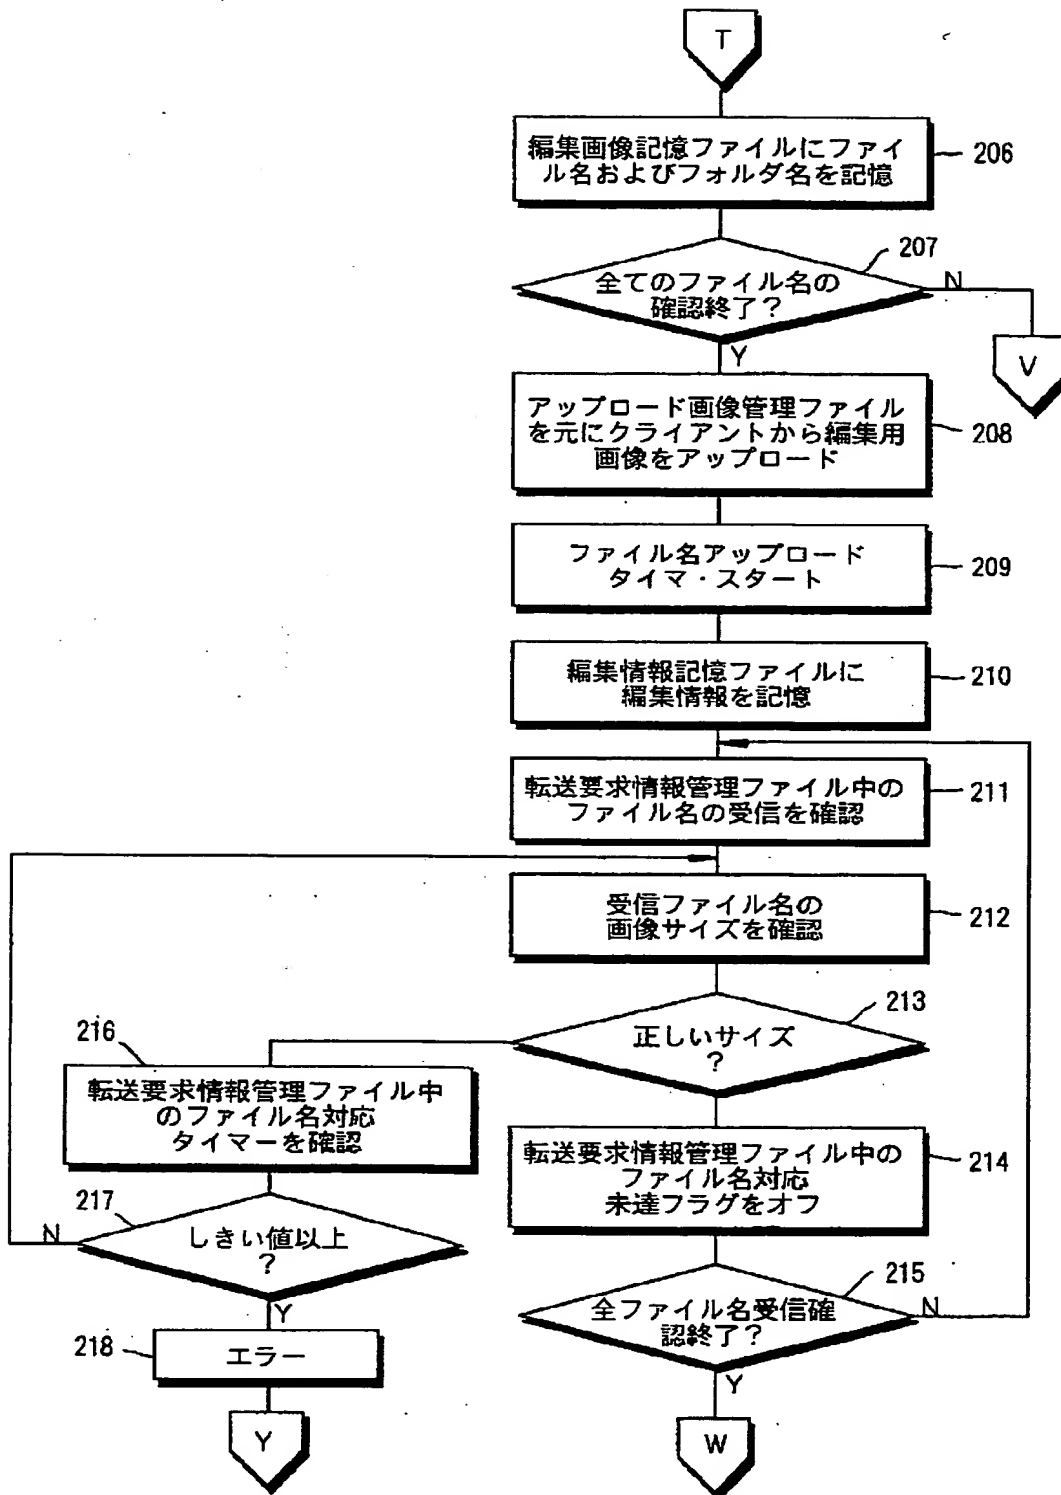 T
編集画像記憶ファイルにファイ
ル名およびフォルダ名を記憶
206
207
全てのファイル名の
確認終了?
N
Y
V
アップロード画像管理ファイル
を元にクライアントから編集用
画像をアップロード
208
ファイル名アップロード
タイマ・スタート
209
編集情報記憶ファイルに
編集情報を記憶
210
転送要求情報管理ファイル中の
ファイル名の受信を確認
211
受信ファイル名の
画像サイズを確認
212
213
正しいサイズ
?
216
転送要求情報管理ファイル中
のファイル名対応
タイマーを確認
転送要求情報管理ファイル中の
ファイル名対応
未達フラグをオフ
214
217
しきい値以上
?
N
Y
215
全ファイル名受信確
認終了?
N
Y
218
エラー
Y
W